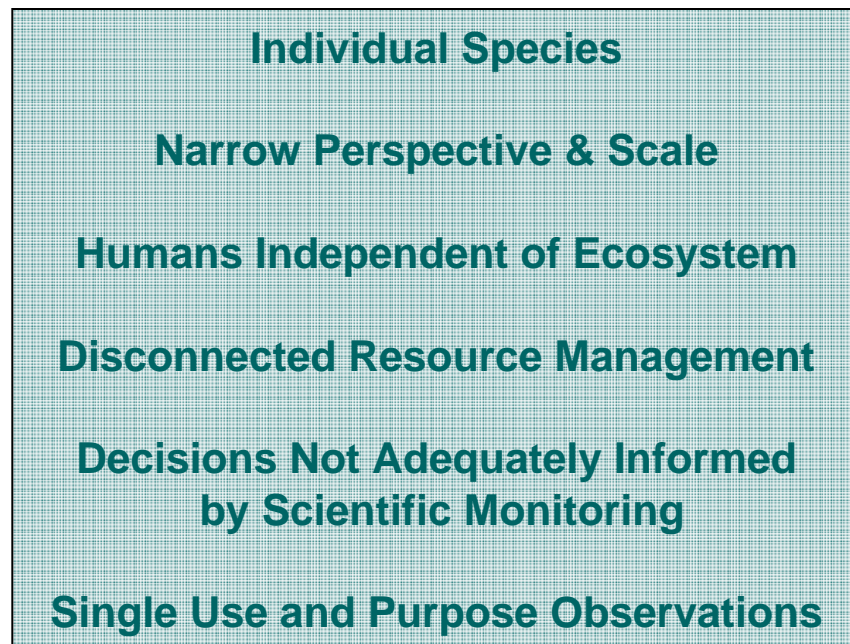 Individual Species
Narrow Perspective & Scale
Humans Independent of Ecosystem
Disconnected Resource Management
Decisions Not Adequately Informed
by Scientific Monitoring
Single Use and Purpose Observations